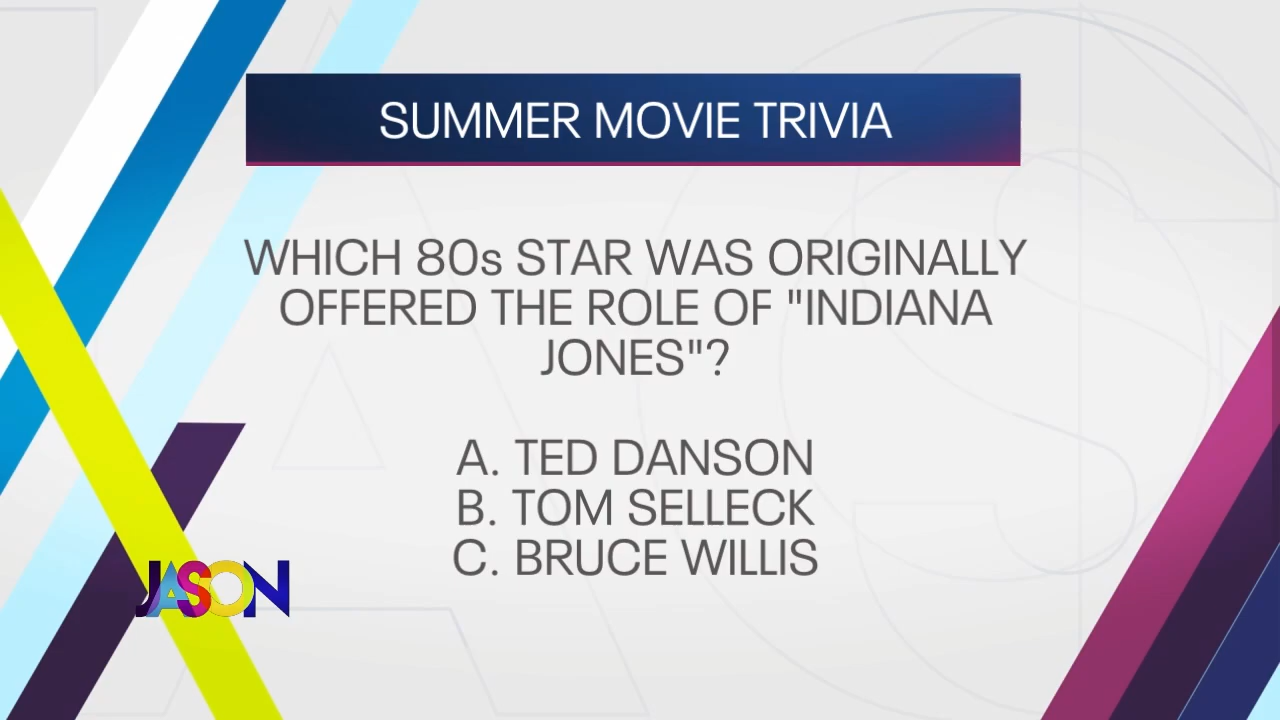 SUMMER MOVIE TRIVIA
WHICH 80s STAR WAS ORIGINALLY
OFFERED THE ROLE OF "INDIANA
JONES"?
A. TED DANSON
B. TOM SELLECK
C. BRUCE WILLIS
JASON